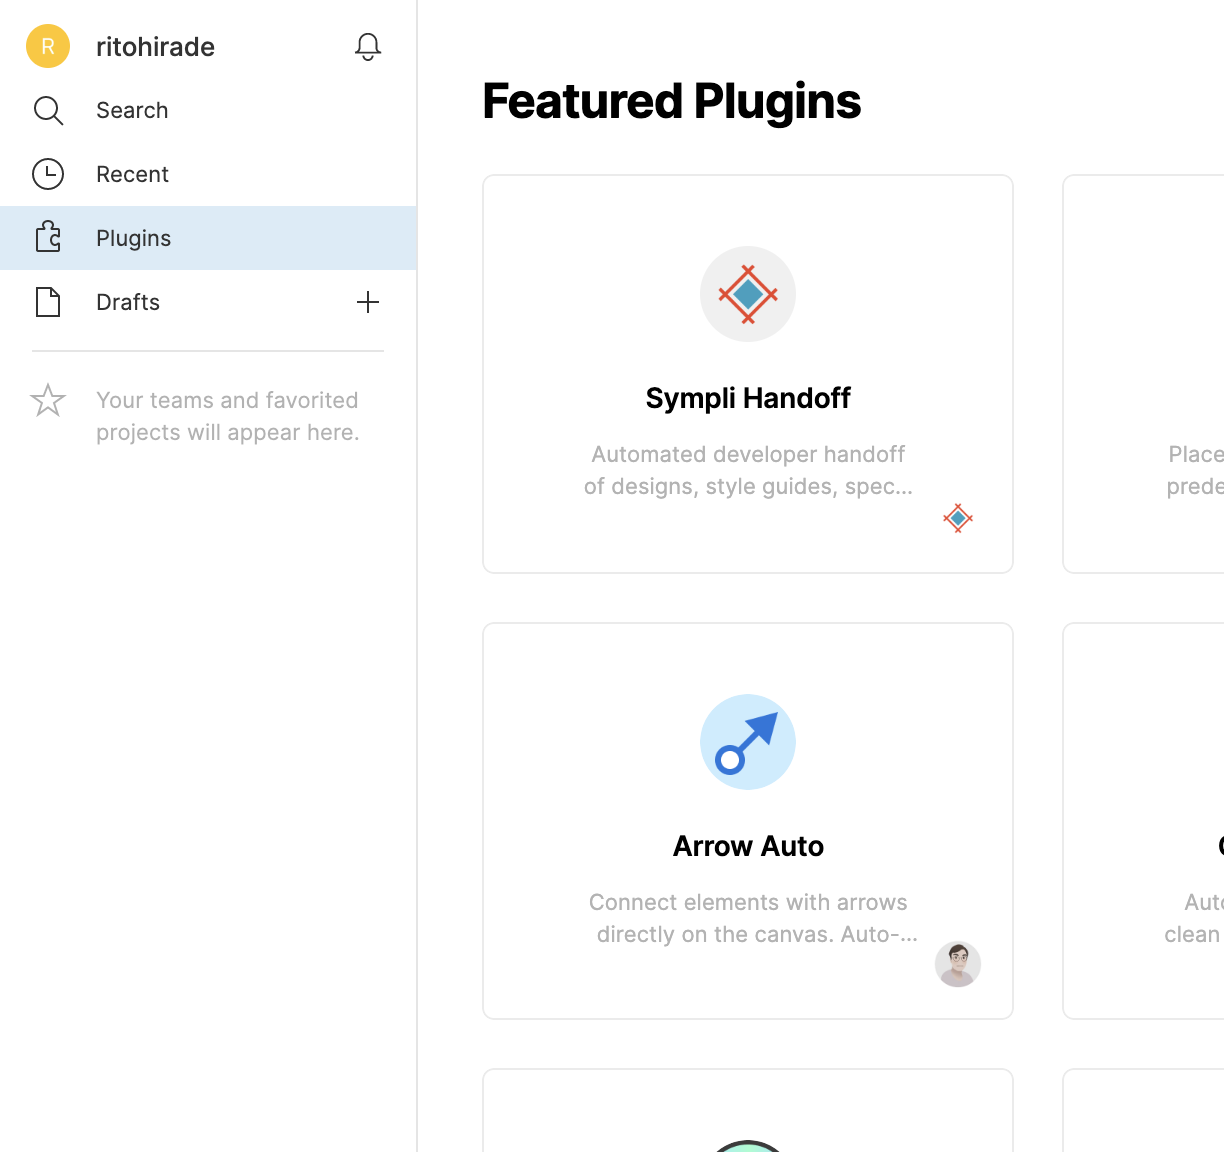 R
ritohirade
Search
Recent
Plugins
Drafts
Your teams and favorited
projects will appear here.
Featured Plugins
Sympli Handoff
Automated developer handoff
of designs, style guides, spec...
Place
prede
Arrow Auto
Connect elements with arrows
directly on the canvas. Auto-...
Auto
clean